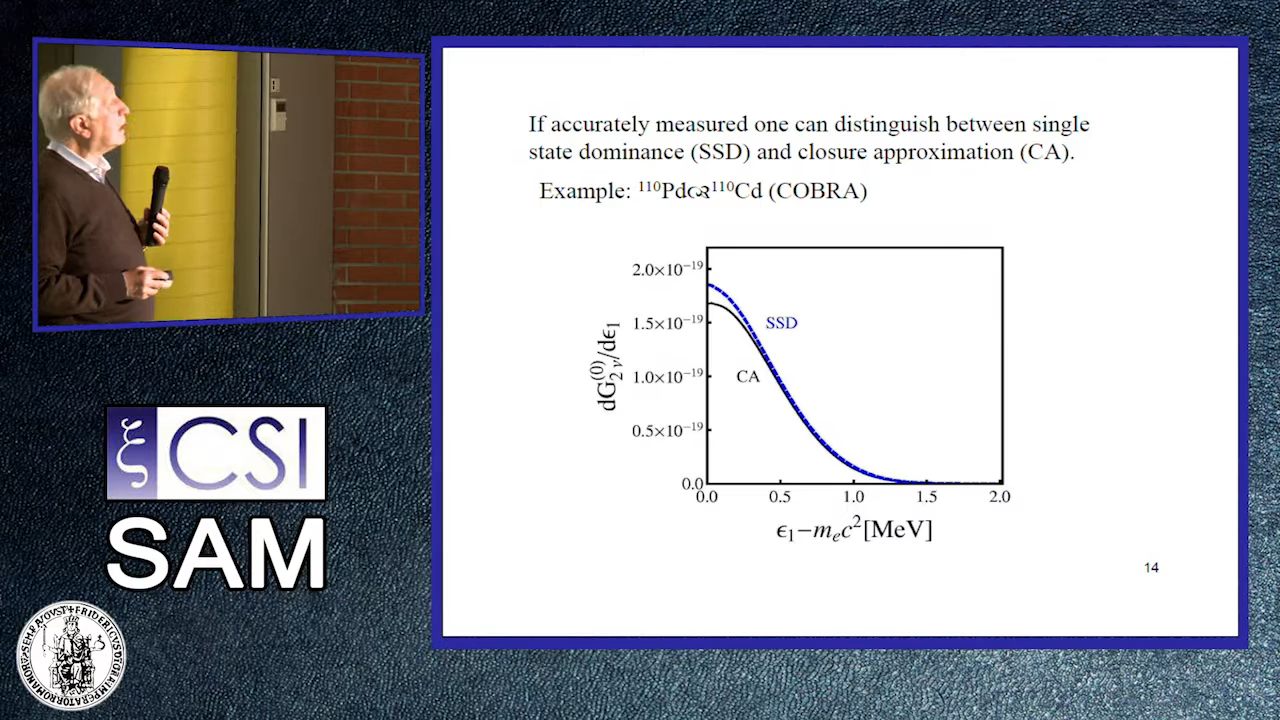 If accurately measured one can distinguish between single
state dominance (SSD) and closure approximation (CA).
Example: ¹¹⁰Pd ¹¹⁰Cd (COBRA)
2.0×10⁻¹⁹
1.5×10⁻¹⁹
1.0×10⁻¹⁹
0.5×10⁻¹⁹
0.0
dG₂ᵥ⁽⁰⁾/dϵ₁
SSD
CA
0.0 0.5 1.0 1.5 2.0
ϵ₁−mₑc²[MeV]
14
ξCSI
SAM